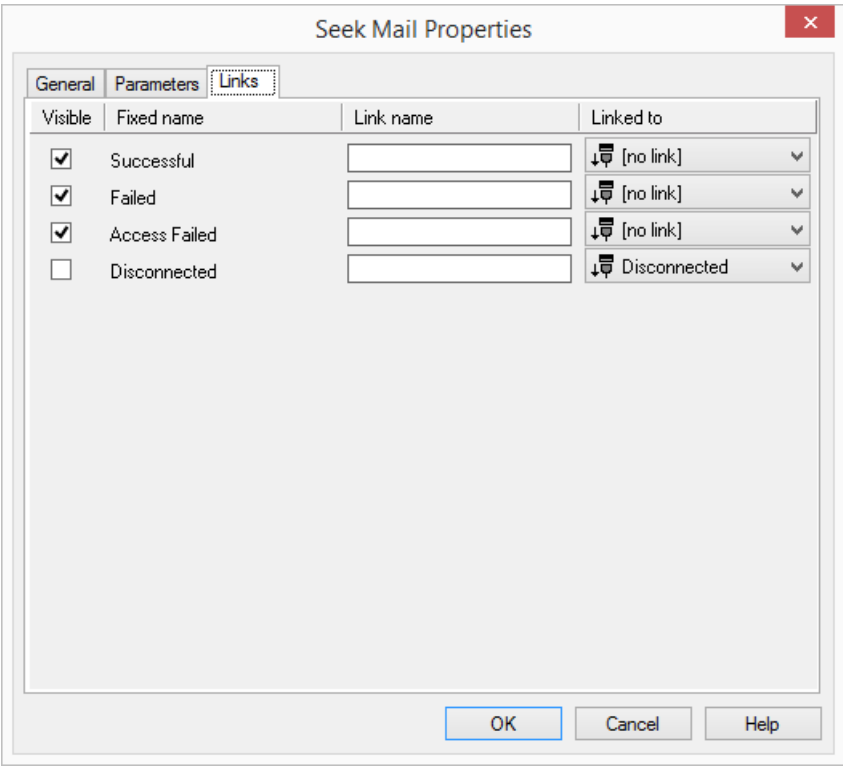 Seek Mail Properties
General Parameters Links
Visible Fixed name Link name Linked to
Successful [no link]
Failed [no link]
Access Failed [no link]
Disconnected Disconnected
OK Cancel Help